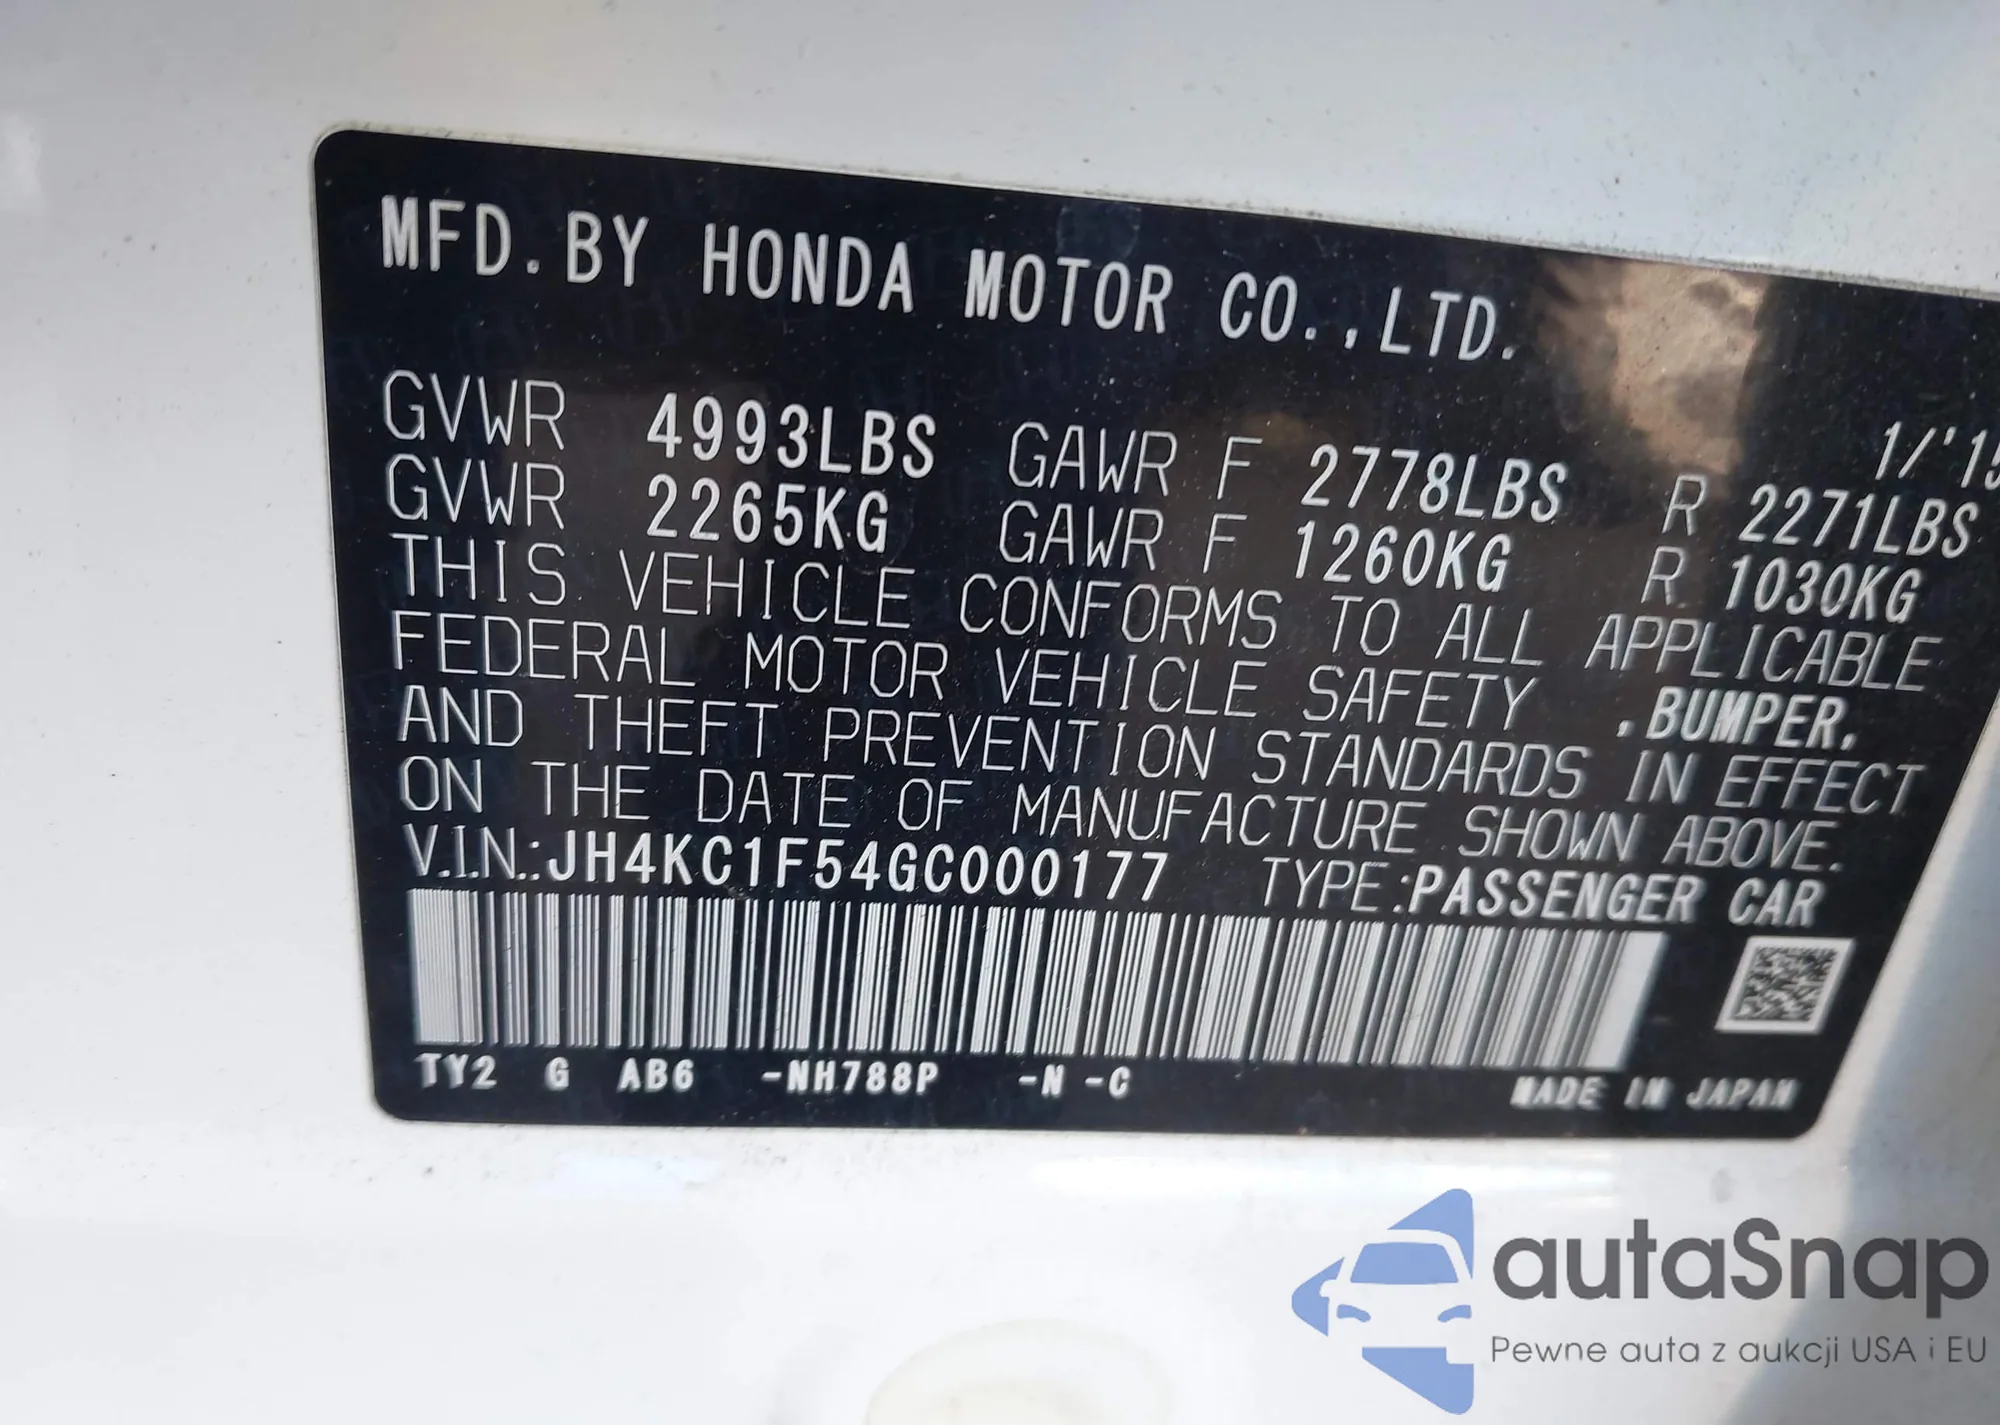 MFD. BY HONDA MOTOR CO., LTD.
1/'15
GVWR 4993LBS GAWR F 2778LBS R 2271LBS
GVWR 2265KG GAWR F 1260KG R 1030KG
THIS VEHICLE CONFORMS TO ALL APPLICABLE
FEDERAL MOTOR VEHICLE SAFETY , BUMPER,
AND THEFT PREVENTION STANDARDS IN EFFECT
ON THE DATE OF MANUFACTURE SHOWN ABOVE.
V.I.N.:JH4KC1F54GC000177 TYPE:PASSENGER CAR
TY2 G AB6 -NH788P -N -C
MADE IN JAPAN
autaSnap
Pewne auta z aukcji USA i EU